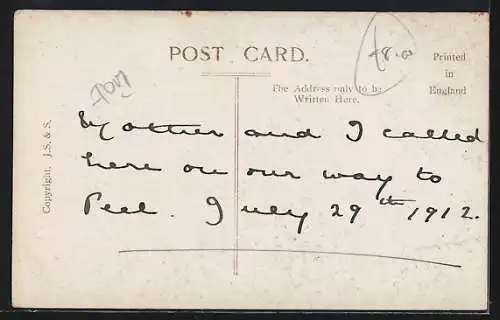 POST CARD.
The Address only to be
Written Here.
Printed
in
England
Copyright. J.S. & S.
Mother and I called
here on our way to
Peel. July 29th 1912.